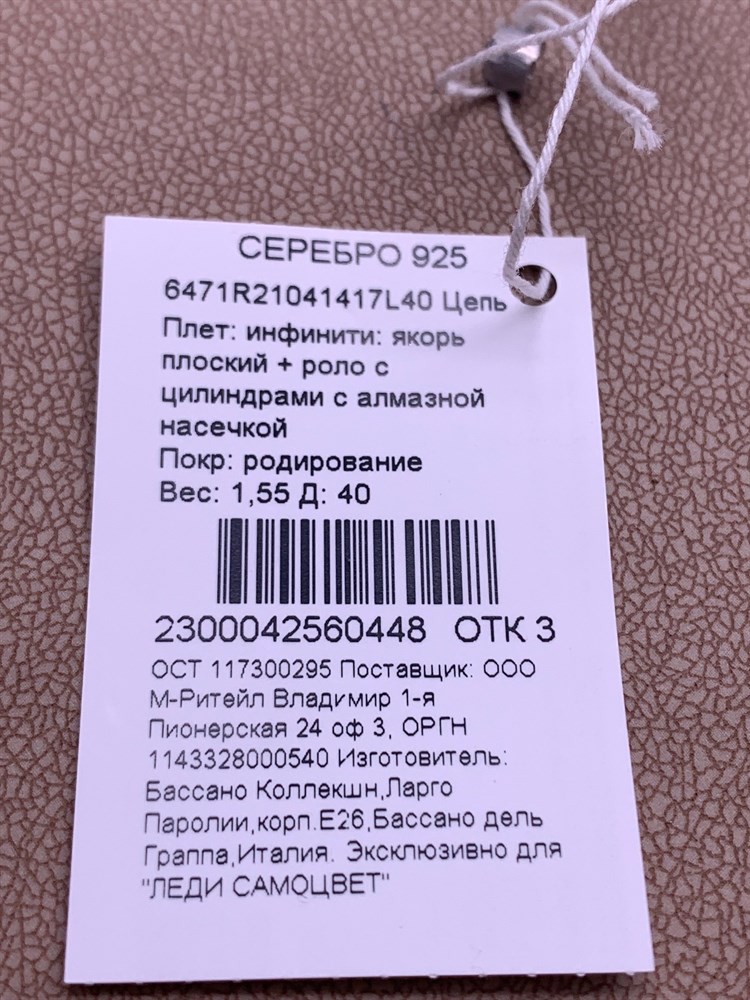 СЕРЕБРО 925
6471R21041417L40 Цепь
Плет: инфинити: якорь
плоский + роло с
цилиндрами с алмазной
насечкой
Покр: родирование
Вес: 1,55 Д: 40
2300042560448 ОТК 3
ОСТ 117300295 Поставщик: ООО
М-Ритейл Владимир 1-я
Пионерская 24 оф 3, ОРГН
1143328000540 Изготовитель:
Бассано Коллекшн,Ларго
Паролии,корп.Е26,Бассано дель
Граппа,Италия. Эксклюзивно для
"ЛЕДИ САМОЦВЕТ"